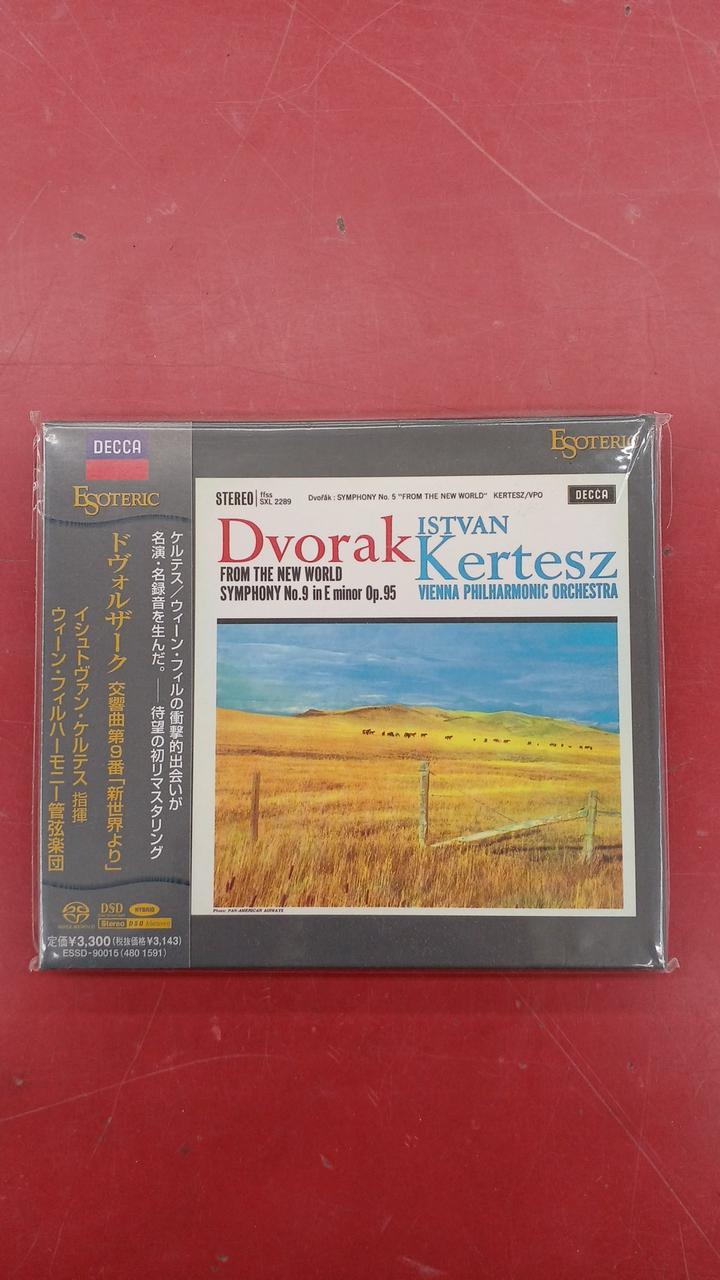 DECCA
ESOTERIC
ケルテス／ウィーン・フィルの衝撃的出会いが
名演・名録音を生んだ。── 待望の初リマスタリング
ドヴォルザーク 交響曲第9番「新世界より」
イシュトヴァン・ケルテス 指揮
ウィーン・フィルハーモニー管弦楽団
DSD
HYBRID
Stereo DSD Mastered
定価¥3,300(税抜価格¥3,143)
ESSD-90015(480 1591)
ESOTERIC
STEREO ffss SXL 2289 Dvořák : SYMPHONY No. 5 "FROM THE NEW WORLD" KERTESZ/VPO DECCA
Dvorak ISTVAN
Kertesz
FROM THE NEW WORLD
SYMPHONY No.9 in E minor Op.95
VIENNA PHILHARMONIC ORCHESTRA
Photo: PAN-AMERICAN AIRWAYS